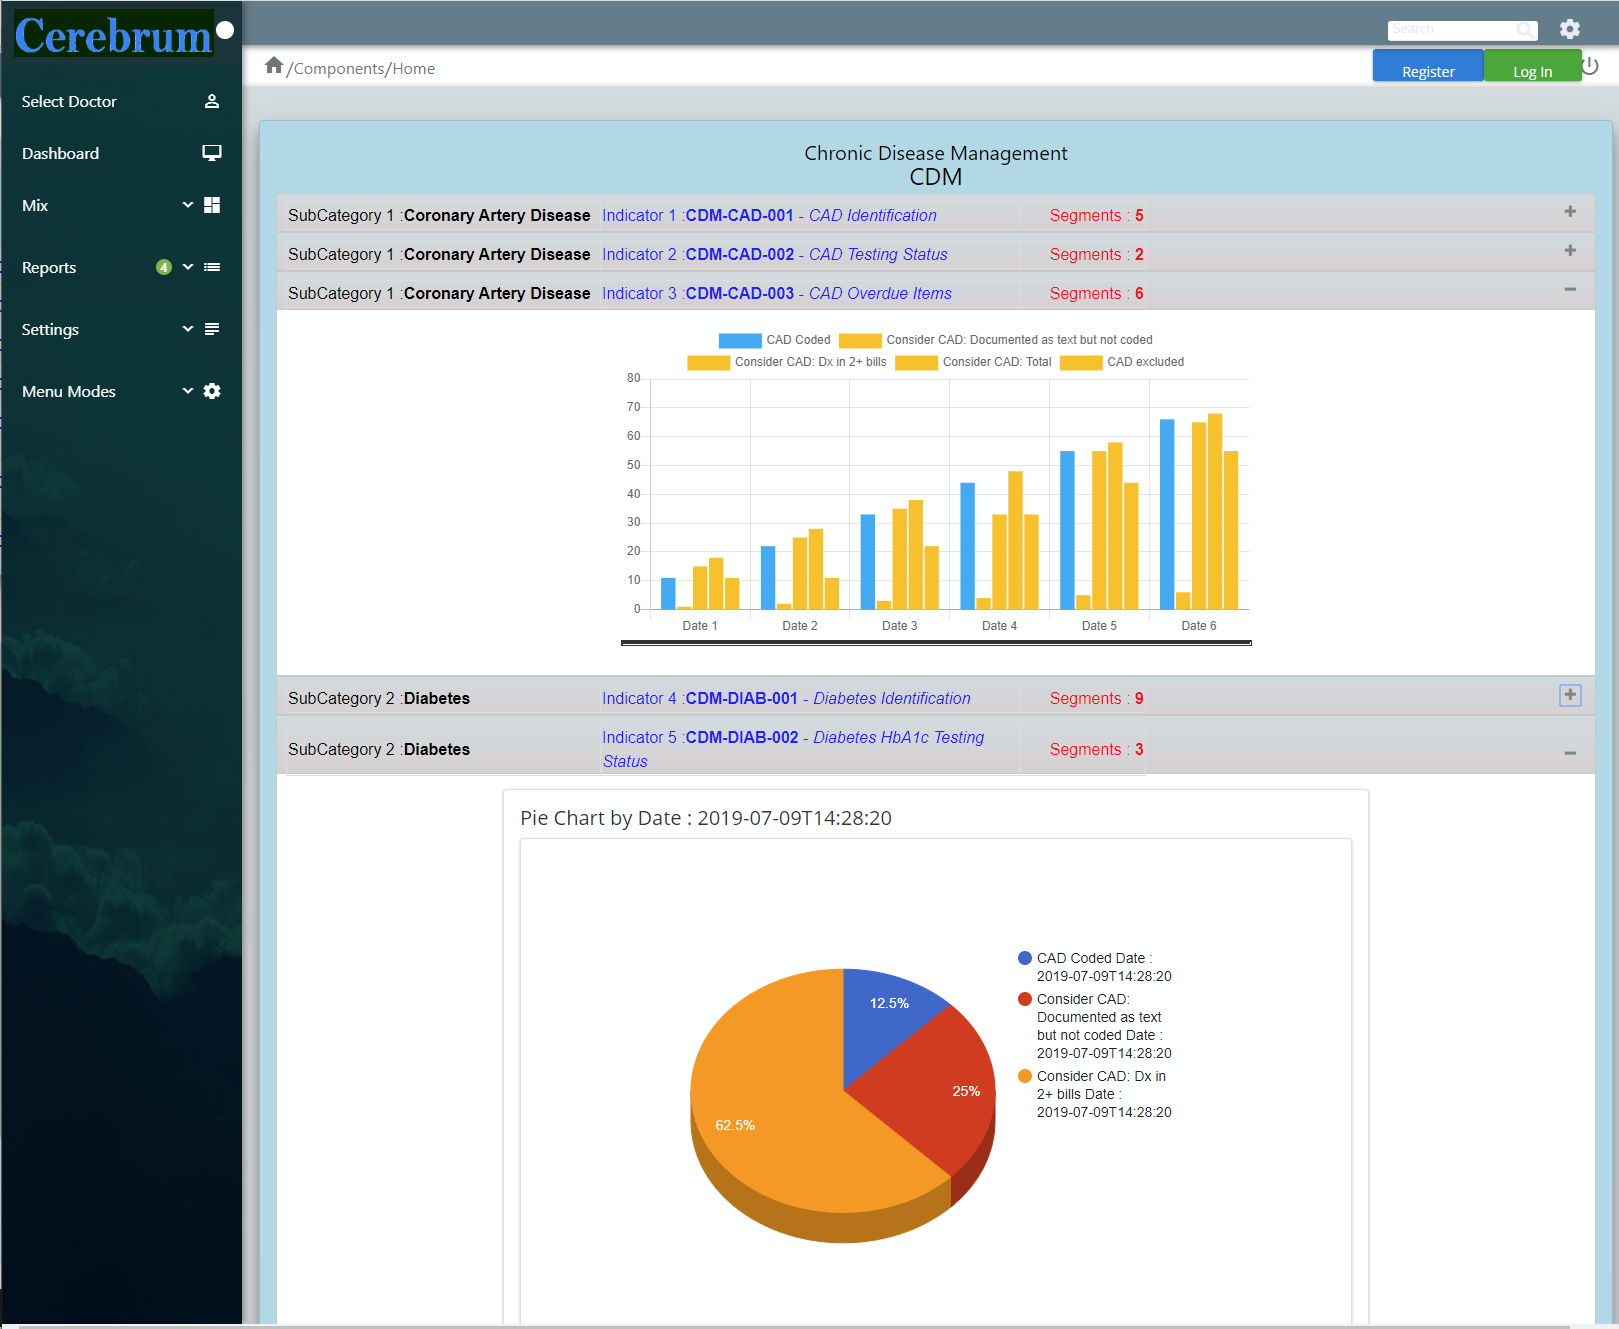 Cerebrum
Search
/Components/Home
Register
Log In
Select Doctor
Dashboard
Mix
Reports 4
Settings
Menu Modes
Chronic Disease Management
CDM
SubCategory 1 :Coronary Artery Disease Indicator 1 :CDM-CAD-001 - CAD Identification Segments : 5
SubCategory 1 :Coronary Artery Disease Indicator 2 :CDM-CAD-002 - CAD Testing Status Segments : 2
SubCategory 1 :Coronary Artery Disease Indicator 3 :CDM-CAD-003 - CAD Overdue Items Segments : 6
CAD Coded Consider CAD: Documented as text but not coded
Consider CAD: Dx in 2+ bills Consider CAD: Total CAD excluded
80
70
60
50
40
30
20
10
0
Date 1 Date 2 Date 3 Date 4 Date 5 Date 6
SubCategory 2 :Diabetes Indicator 4 :CDM-DIAB-001 - Diabetes Identification Segments : 9
SubCategory 2 :Diabetes Indicator 5 :CDM-DIAB-002 - Diabetes HbA1c Testing
Status Segments : 3
Pie Chart by Date : 2019-07-09T14:28:20
12.5%
25%
62.5%
CAD Coded Date :
2019-07-09T14:28:20
Consider CAD:
Documented as text
but not coded Date :
2019-07-09T14:28:20
Consider CAD: Dx in
2+ bills Date :
2019-07-09T14:28:20